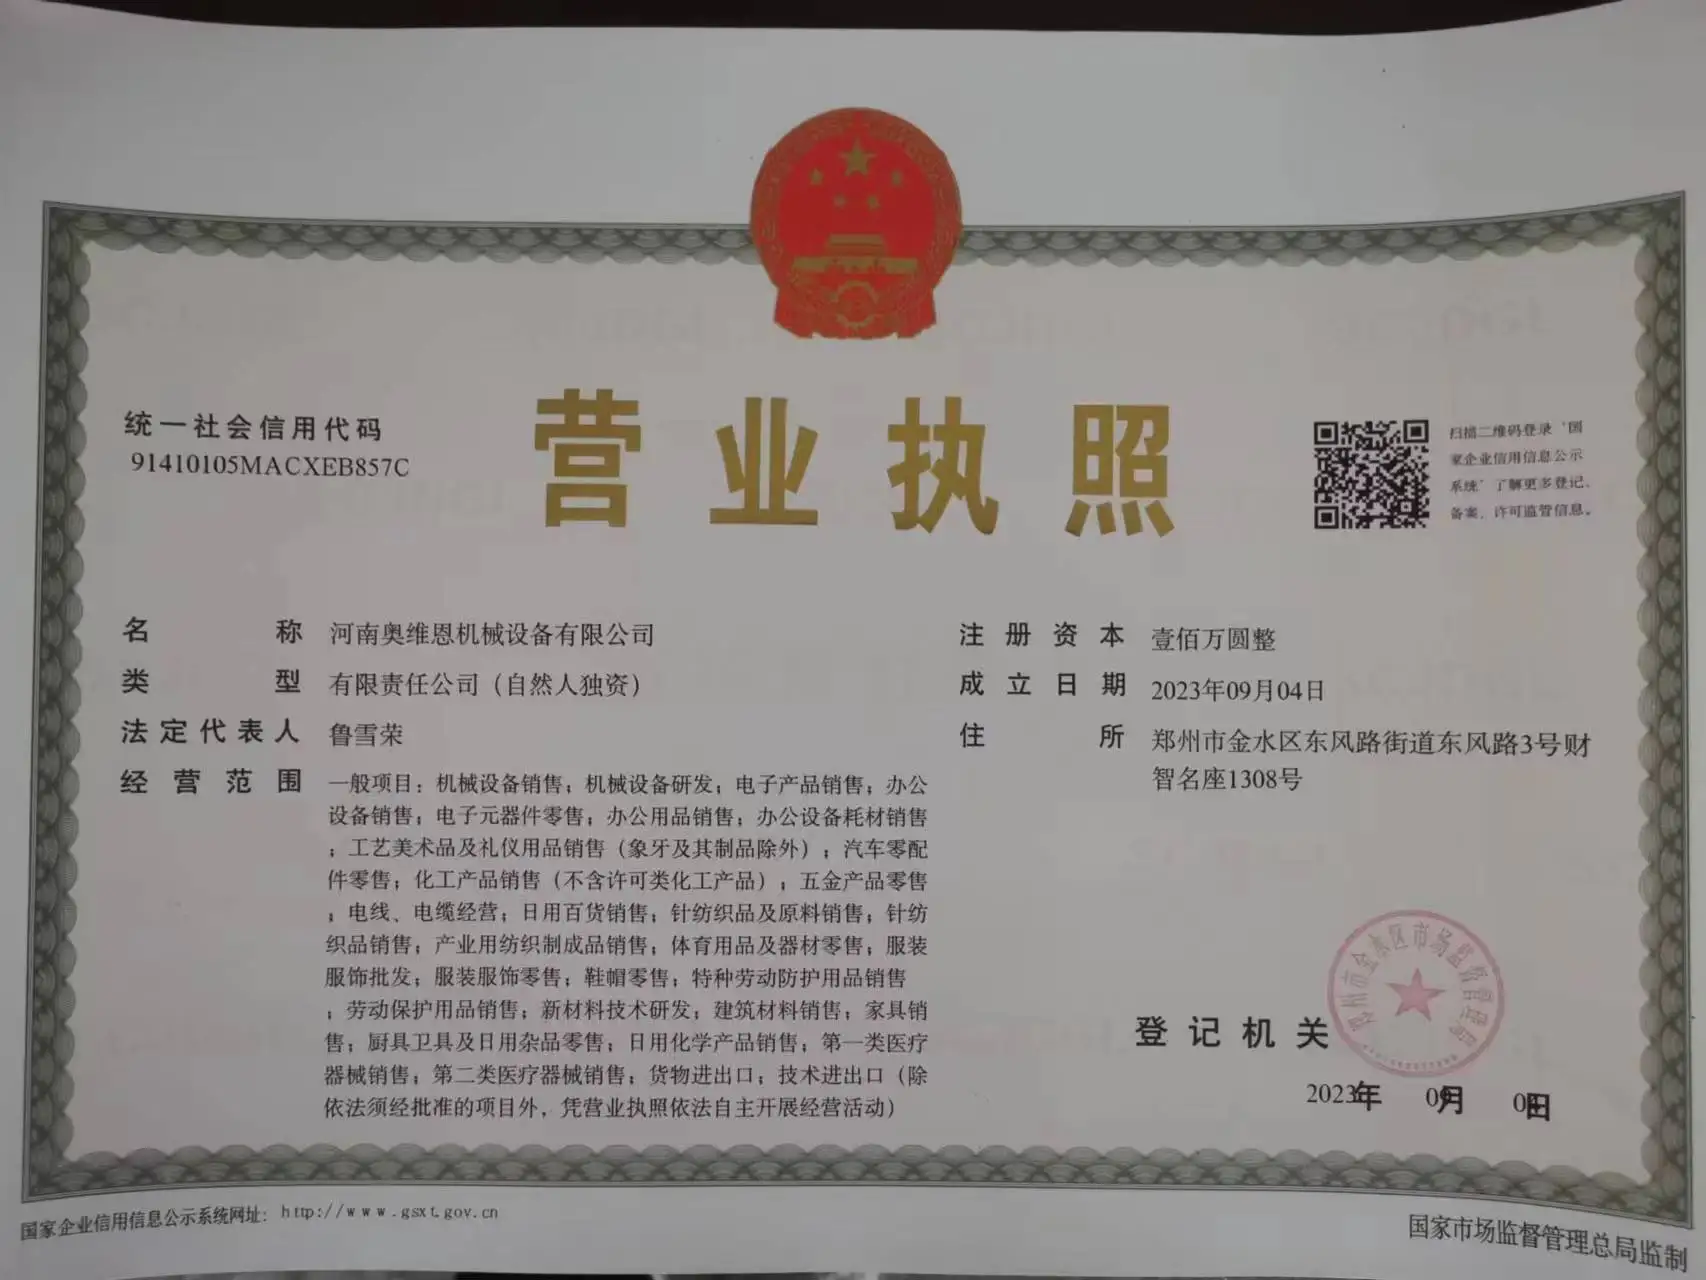 营业执照
统一社会信用代码
91410105MACXEB857C
扫描二维码登录‘国
家企业信用信息公示
系统’了解更多登记、
备案、许可监管信息。
名称 河南奥维恩机械设备有限公司
类型 有限责任公司（自然人独资）
法定代表人 鲁雪荣
经营范围 一般项目：机械设备销售；机械设备研发；电子产品销售；办公
设备销售；电子元器件零售；办公用品销售；办公设备耗材销售
；工艺美术品及礼仪用品销售（象牙及其制品除外）；汽车零配
件零售；化工产品销售（不含许可类化工产品）；五金产品零售
；电线、电缆经营；日用百货销售；针纺织品及原料销售；针纺
织品销售；产业用纺织制成品销售；体育用品及器材零售；服装
服饰批发；服装服饰零售；鞋帽零售；特种劳动防护用品销售
；劳动保护用品销售；新材料技术研发；建筑材料销售；家具销
售；厨具卫具及日用杂品零售；日用化学产品销售；第一类医疗
器械销售；第二类医疗器械销售；货物进出口；技术进出口（除
依法须经批准的项目外，凭营业执照依法自主开展经营活动）
注册资本 壹佰万圆整
成立日期 2023年09月04日
住所 郑州市金水区东风路街道东风路3号财
智名座1308号
登记机关
郑州市金水区市场监督管理局
2023年 09月 日
国家企业信用信息公示系统网址：http://www.gsxt.gov.cn
国家市场监督管理总局监制